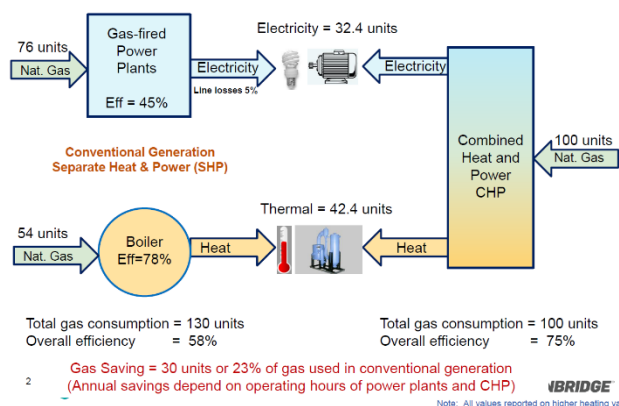 Electricity = 32.4 units
76 units
Nat. Gas
Gas-fired
Power
Plants
Eff = 45%
Electricity
Line losses 5%
Electricity
Conventional Generation
Separate Heat & Power (SHP)
Combined
Heat and
Power
CHP
100 units
Nat. Gas
Thermal = 42.4 units
54 units
Nat. Gas
Boiler
Eff=78%
Heat
Heat
Total gas consumption = 130 units
Overall efficiency = 58%
Total gas consumption = 100 units
Overall efficiency = 75%
Gas Saving = 30 units or 23% of gas used in conventional generation
(Annual savings depend on operating hours of power plants and CHP)
2
NBRIDGE™
Note: All values reported on higher heating va